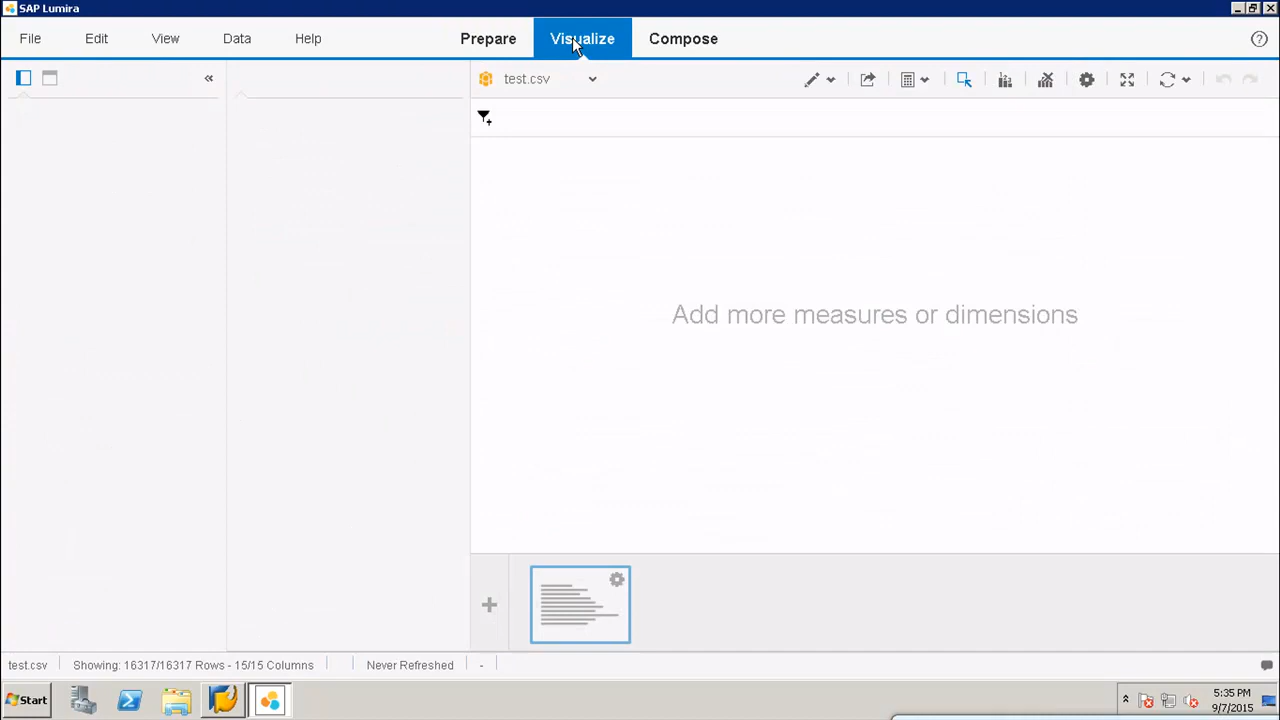 SAP Lumira
File Edit View Data Help Prepare Visualize Compose
test.csv
Add more measures or dimensions
test.csv Showing: 16317/16317 Rows - 15/15 Columns Never Refreshed -
Start 5:35 PM
9/7/2015